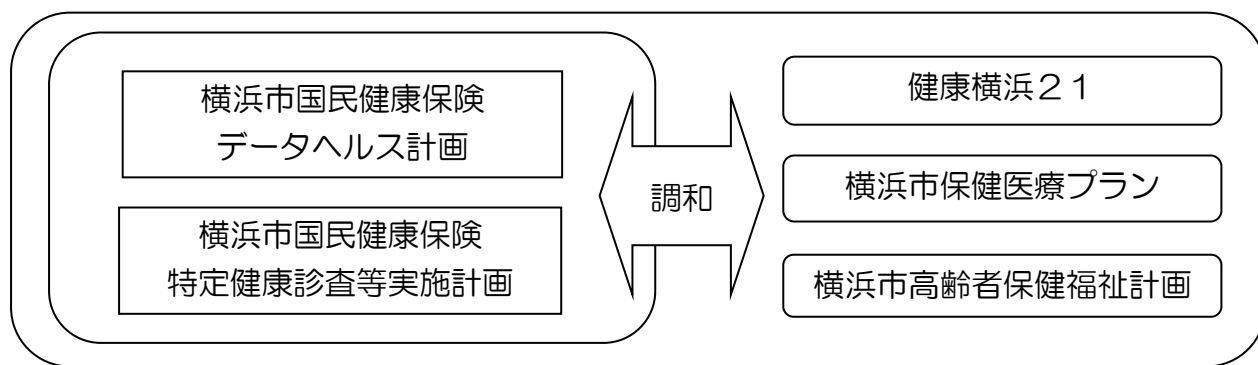 横浜市国民健康保険
データヘルス計画
横浜市国民健康保険
特定健康診査等実施計画
調和
健康横浜２１
横浜市保健医療プラン
横浜市高齢者保健福祉計画